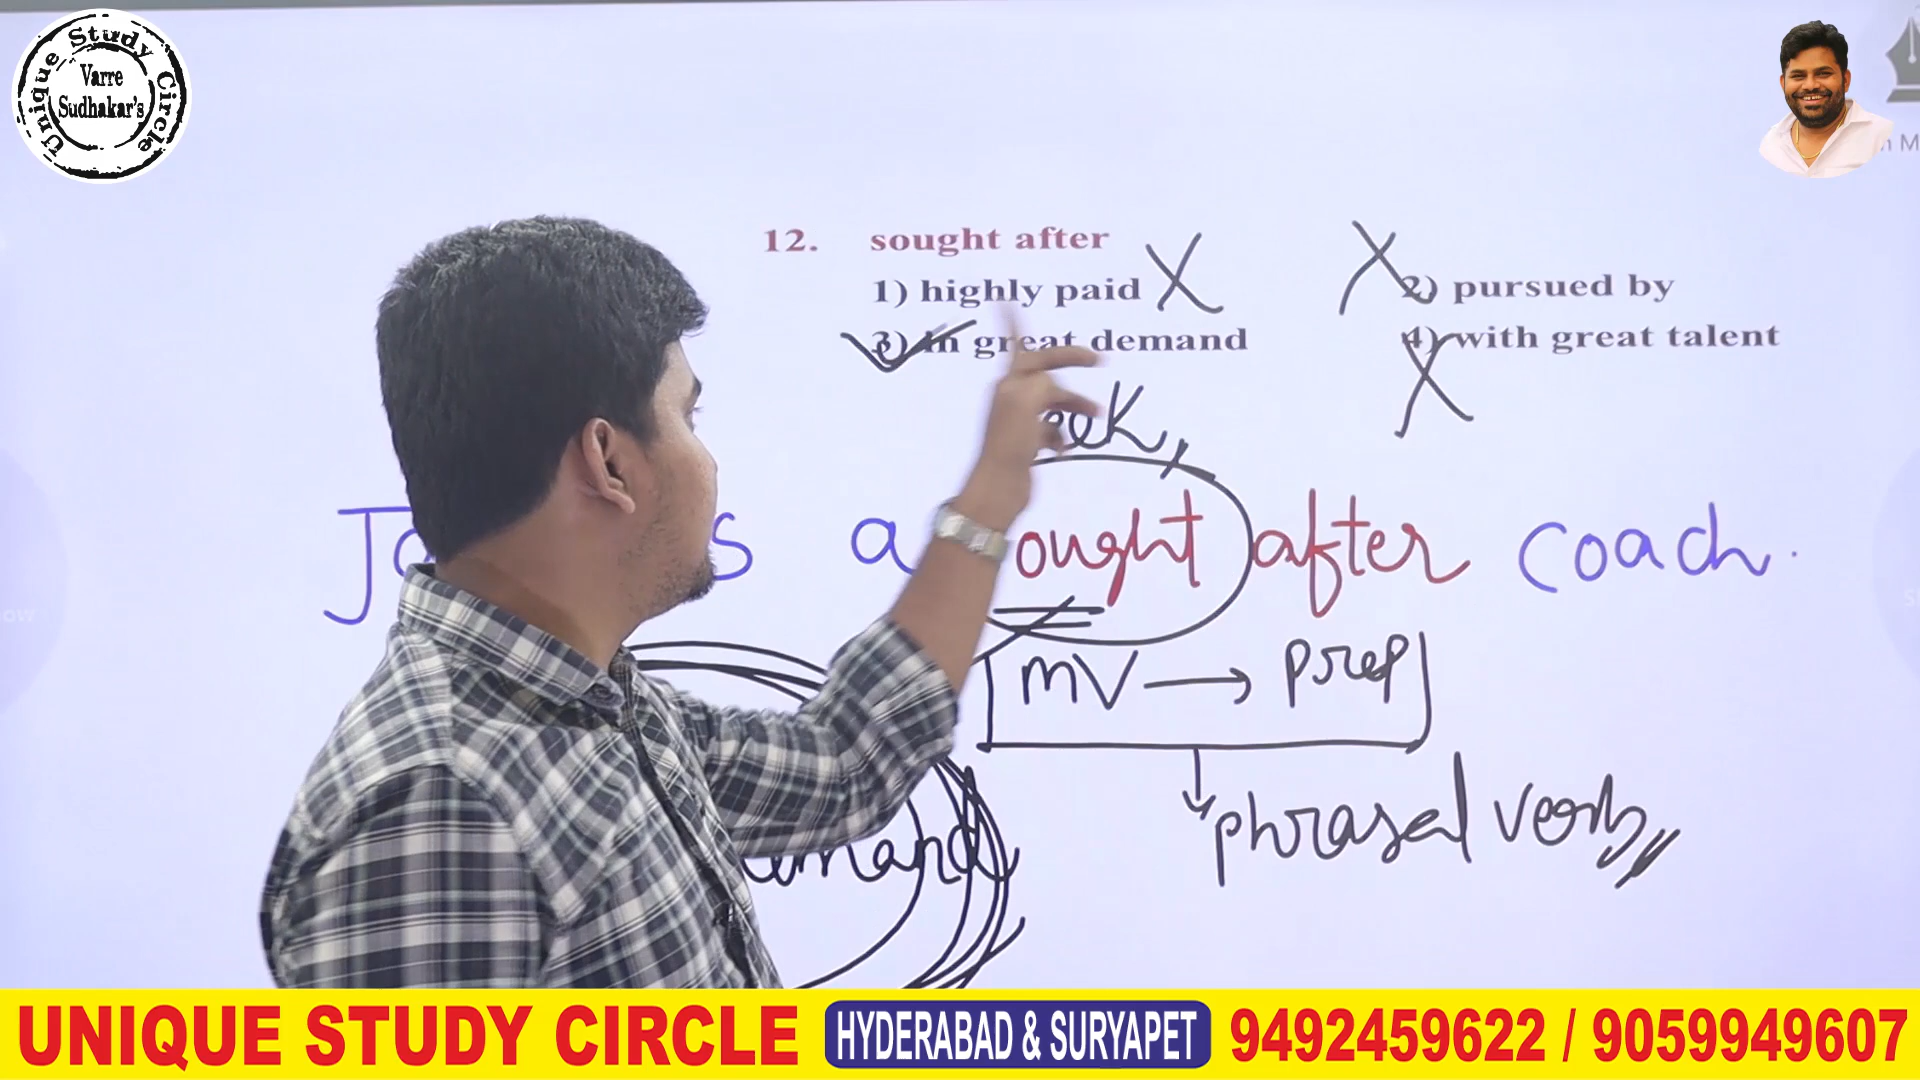 Unique Study Circle
Varre
Sudhakar's
12. sought after
1) highly paid X
X 2) pursued by
3) in great demand
4) with great talent
X
a ought after coach.
mV → prep
phrasal verb
UNIQUE STUDY CIRCLE HYDERABAD & SURYAPET 9492459622 / 9059949607